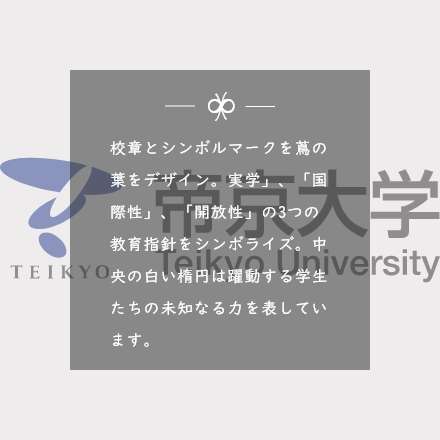 校章とシンボルマークを蔦の
葉をデザイン。実学」、「国
際性」、「開放性」の3つの
教育指針をシンボライズ。中
央の白い楕円は躍動する学生
たちの未知なる力を表してい
ます。
TEIKYO
帝京大学
Teikyo University